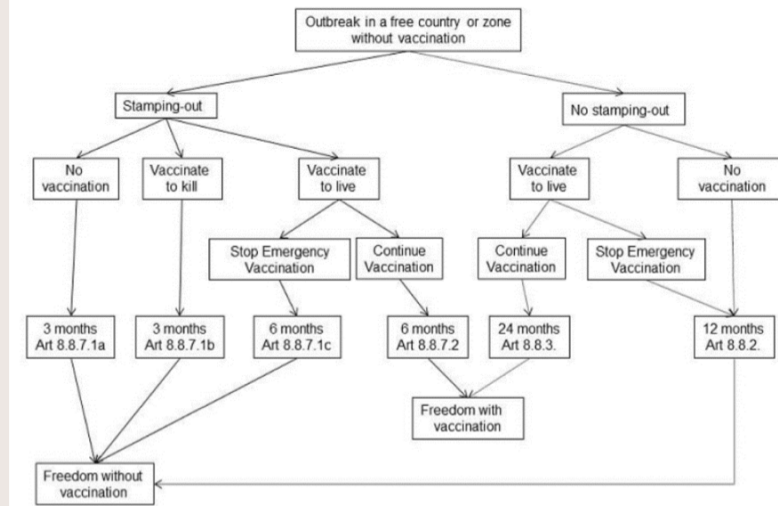 Outbreak in a free country or zone
without vaccination
Stamping-out
No stamping-out
No
vaccination
Vaccinate
to kill
Vaccinate
to live
Vaccinate
to live
No
vaccination
Stop Emergency
Vaccination
Continue
Vaccination
Continue
Vaccination
Stop Emergency
Vaccination
3 months
Art 8.8.7.1a
3 months
Art 8.8.7.1b
6 months
Art 8.8.7.1c
6 months
Art 8.8.7.2
24 months
Art 8.8.3.
12 months
Art 8.8.2.
Freedom with
vaccination
Freedom without
vaccination